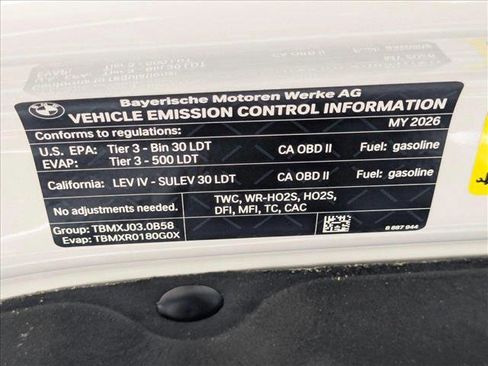 Bayerische Motoren Werke AG
VEHICLE EMISSION CONTROL INFORMATION
Conforms to regulations: MY 2026
U.S. EPA: Tier 3 - Bin 30 LDT CA OBD II Fuel: gasoline
EVAP: Tier 3 - 500 LDT
California: LEV IV - SULEV 30 LDT CA OBD II Fuel: gasoline
No adjustments needed. TWC, WR-HO2S, HO2S,
DFI, MFI, TC, CAC
Group: TBMXJ03.0B58
Evap: TBMXR0180G0X
8 687 944